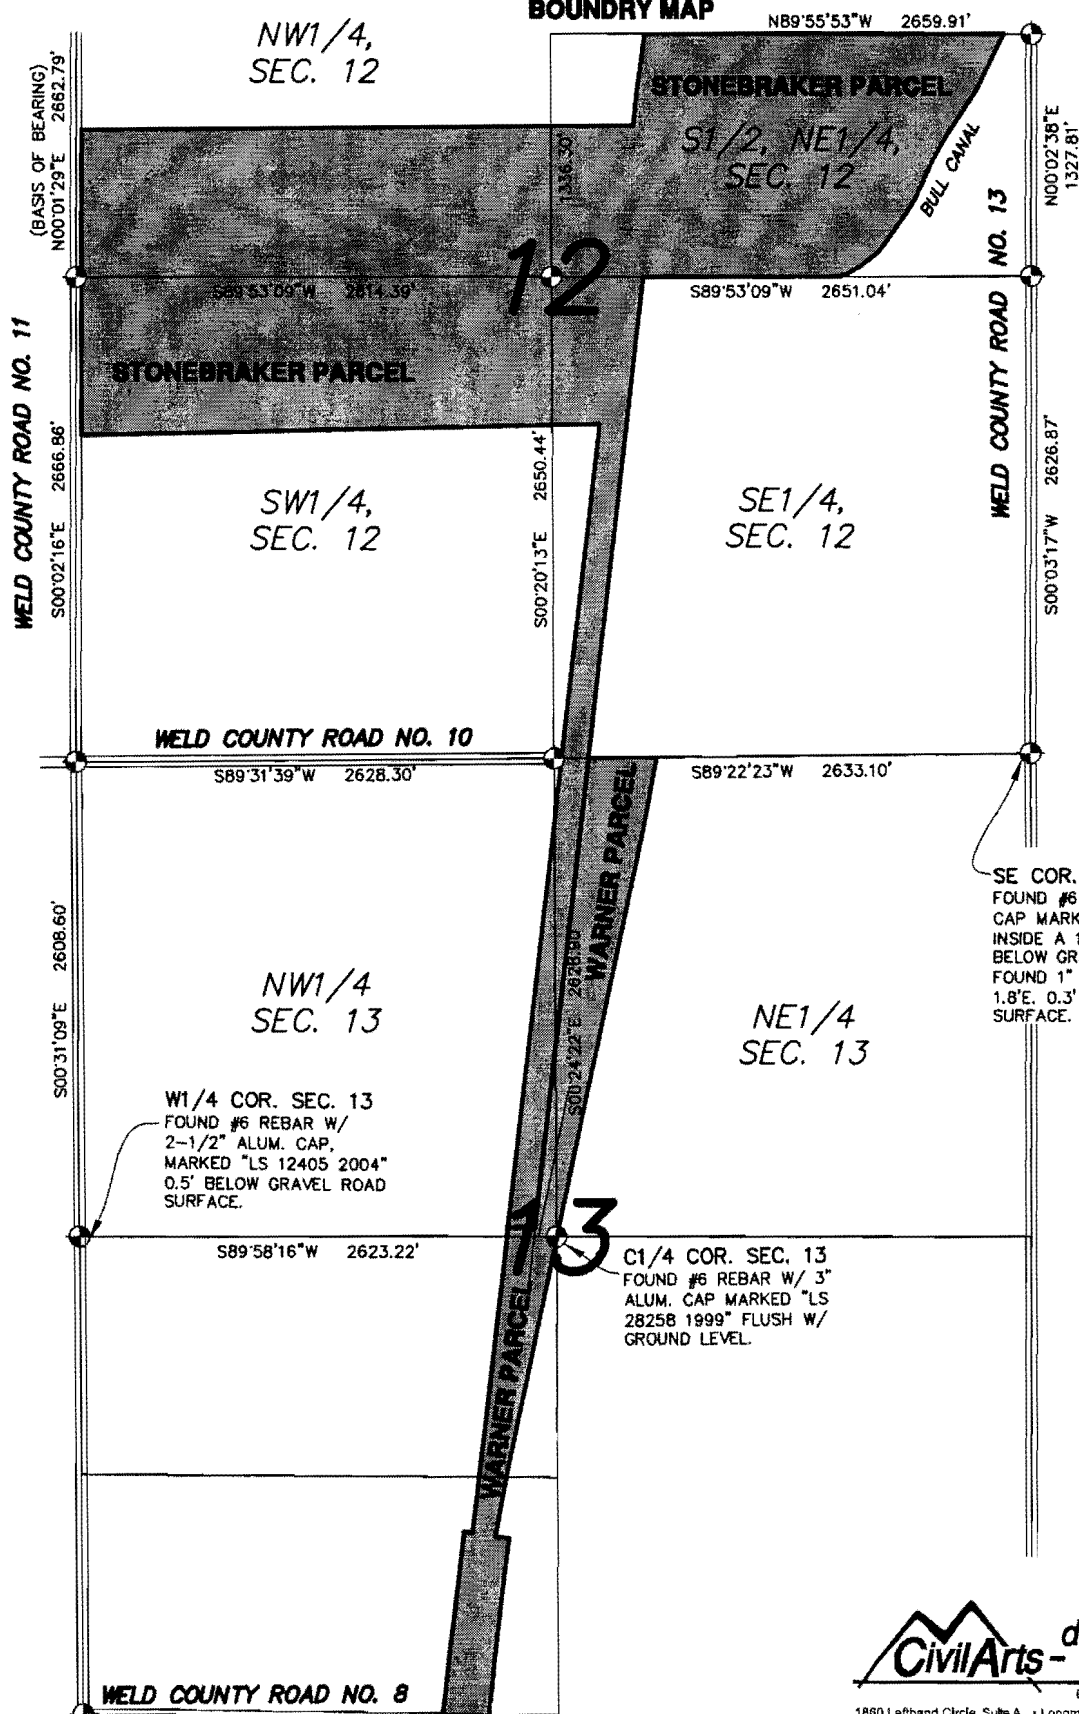 BOUNDRY MAP
N89°55'53"W 2659.91'
NW1/4,
SEC. 12
(BASIS OF BEARING)
N00°01'29"E 2662.79'
STONEBRAKER PARCEL
S1/2, NE1/4,
SEC. 12
1336.30'
BULL CANAL
N00°02'38"E
1327.81'
WELD COUNTY ROAD NO. 13
12
S89°53'09"W 2614.39'
S89°53'09"W 2651.04'
WELD COUNTY ROAD NO. 11
STONEBRAKER PARCEL
S00°02'16"E 2666.86'
SW1/4,
SEC. 12
S00°20'13"E 2650.44'
SE1/4,
SEC. 12
S00°03'17"W 2626.87'
WELD COUNTY ROAD NO. 10
S89°31'39"W 2628.30'
S89°22'23"W 2633.10'
WARNER PARCEL
SE COR.
FOUND #6
CAP MARK
INSIDE A 1
BELOW GR
FOUND 1"
1.8'E. 0.3'
SURFACE.
S00°31'09"E 2608.60'
NW1/4
SEC. 13
S00°24'22"E 2628.90'
NE1/4
SEC. 13
W1/4 COR. SEC. 13
FOUND #6 REBAR W/
2-1/2" ALUM. CAP,
MARKED "LS 12405 2004"
0.5' BELOW GRAVEL ROAD
SURFACE.
13
S89°58'16"W 2623.22'
C1/4 COR. SEC. 13
FOUND #6 REBAR W/ 3"
ALUM. CAP MARKED "LS
28258 1999" FLUSH W/
GROUND LEVEL.
WARNER PARCEL
WELD COUNTY ROAD NO. 8
CivilArts-d
1860 Lefthand Circle, Suite A